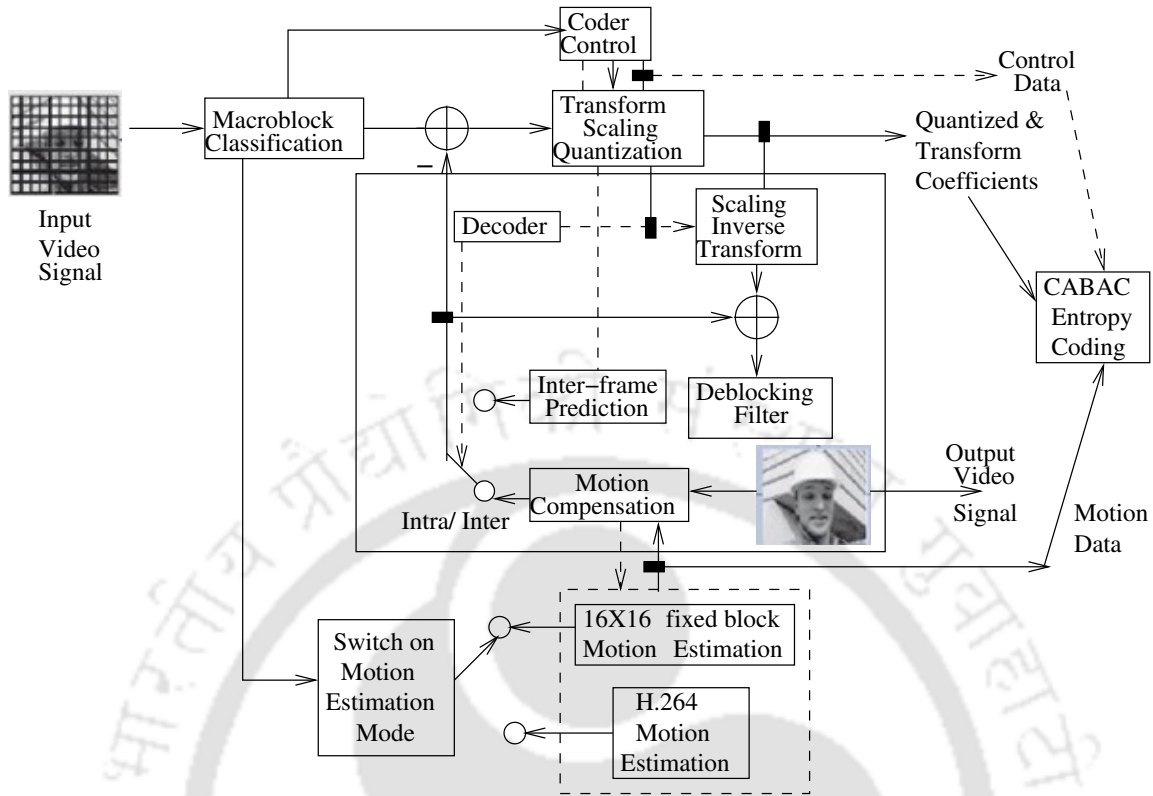 Coder
Control
Control
Data
Macroblock
Classification
Transform
Scaling
Quantization
Quantized &
Transform
Coefficients
Input
Video
Signal
−
Decoder
Scaling
Inverse
Transform
CABAC
Entropy
Coding
Inter−frame
Prediction
Deblocking
Filter
Motion
Compensation
Intra/ Inter
Output
Video
Signal
Motion
Data
16X16 fixed block
Motion Estimation
Switch on
Motion
Estimation
Mode
H.264
Motion
Estimation